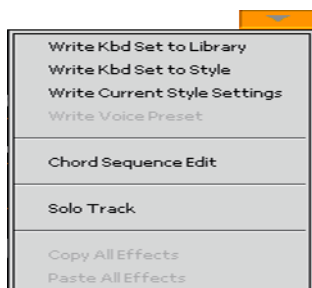 Write Kbd Set to Library
Write Kbd Set to Style
Write Current Style Settings
Write Voice Preset
Chord Sequence Edit
Solo Track
Copy All Effects
Paste All Effects